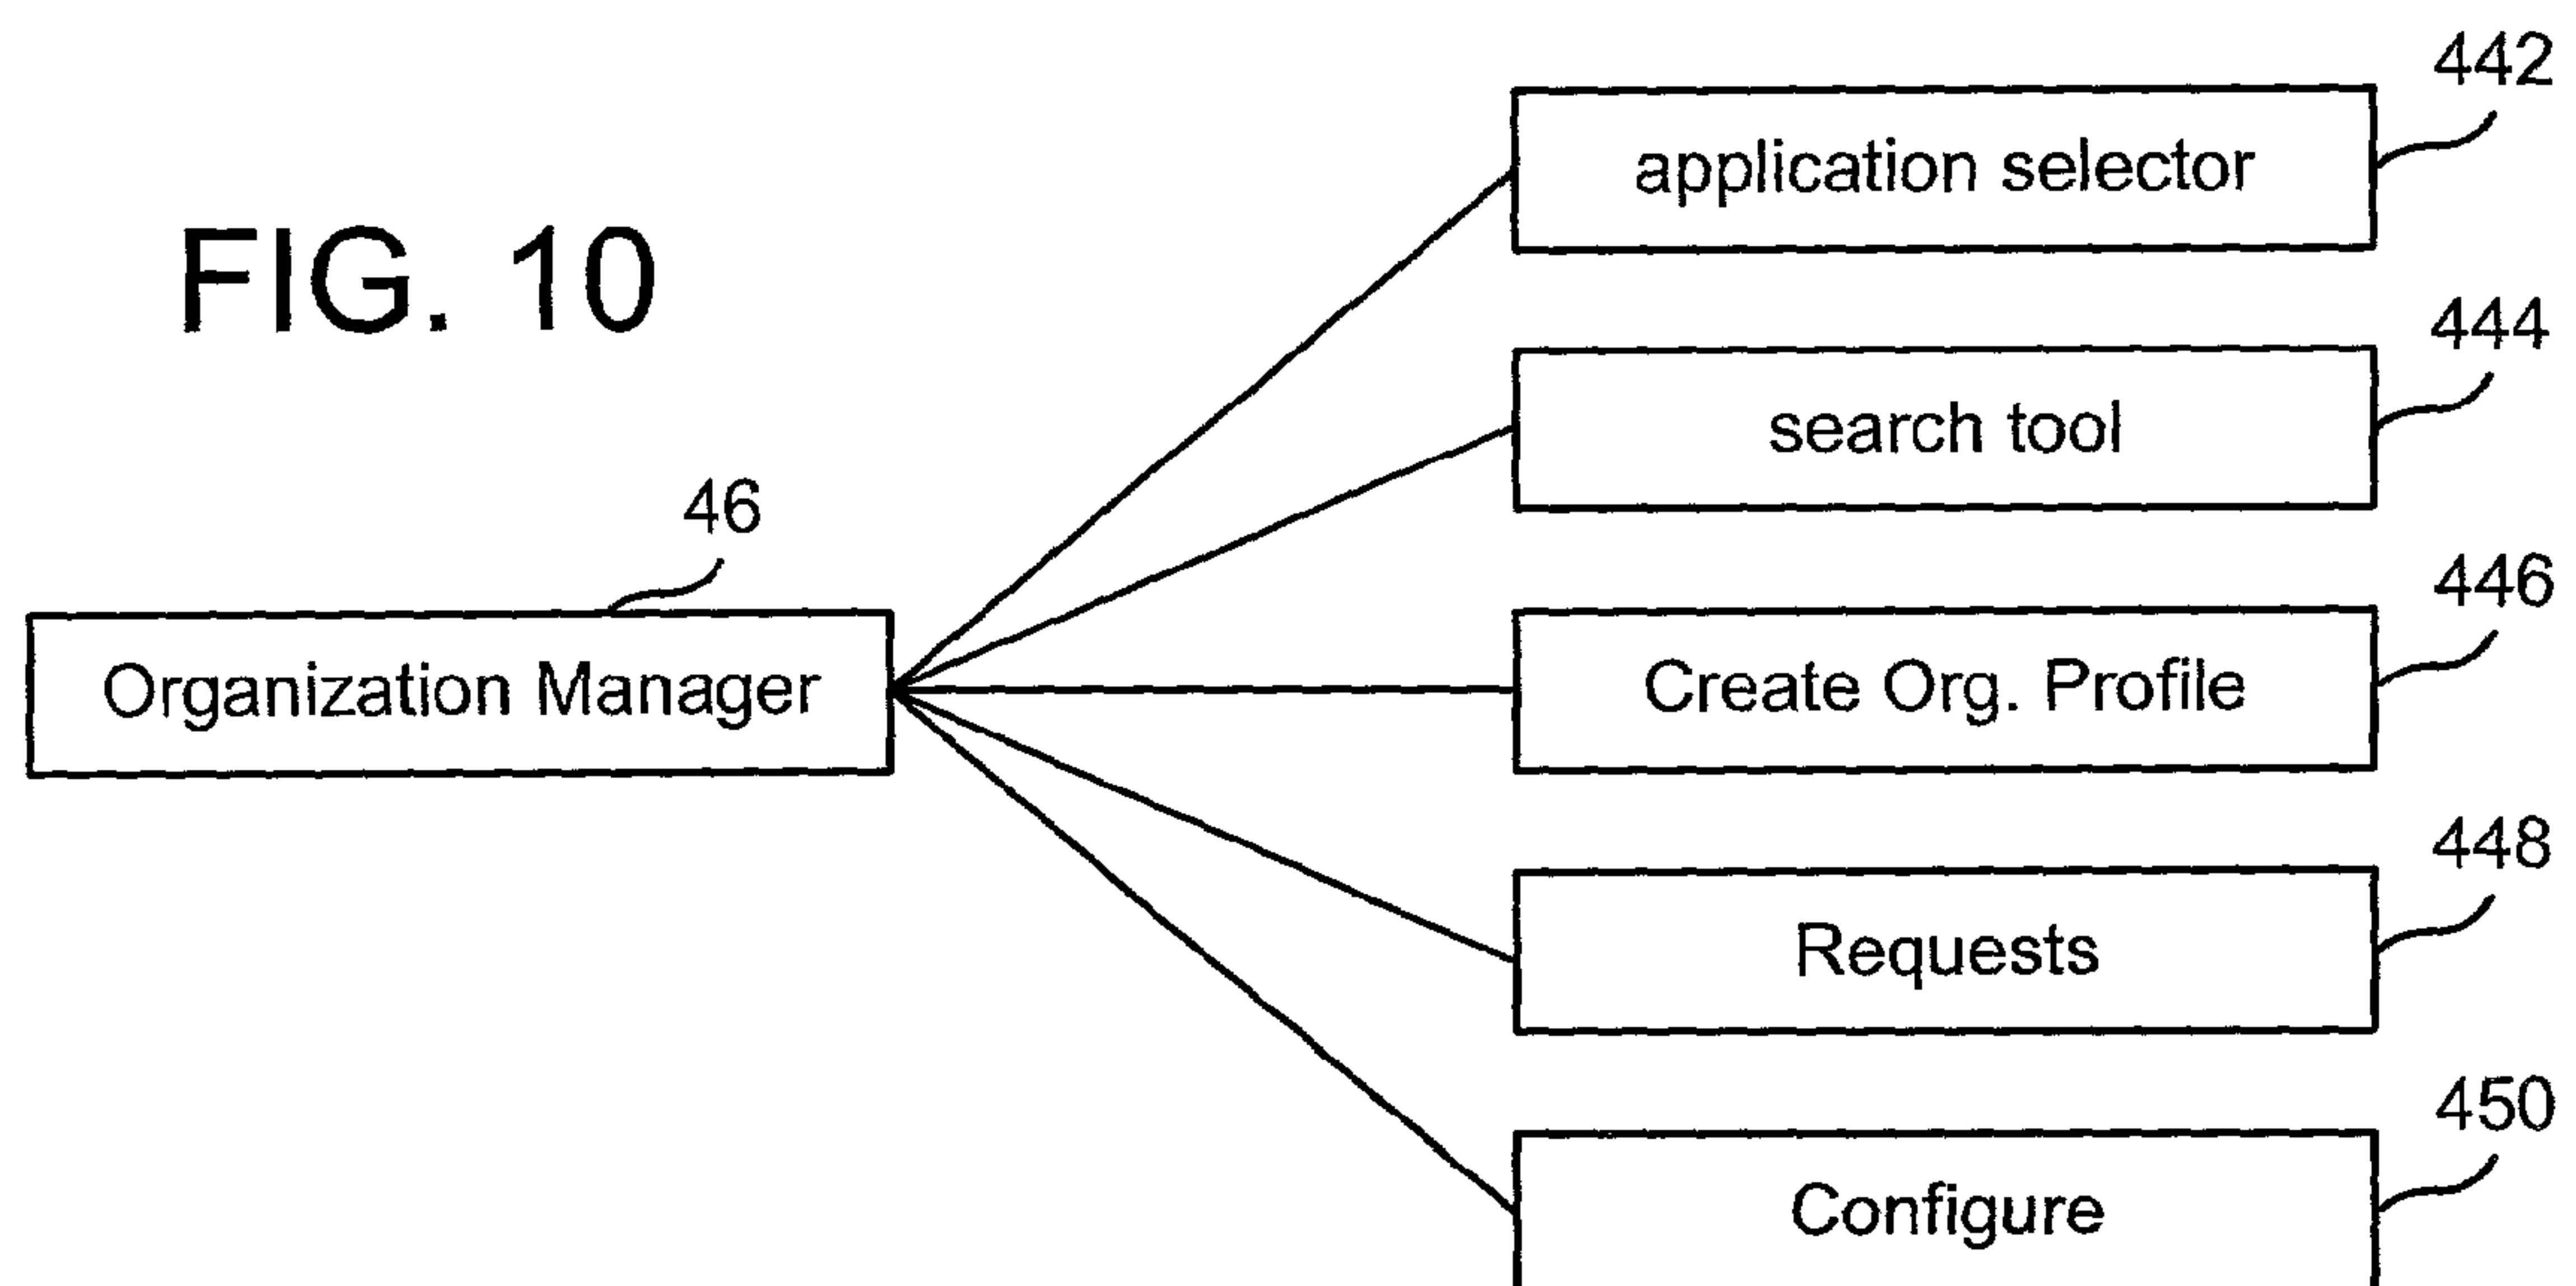 442
application selector
FIG. 10
444
search tool
46
446
Organization Manager
Create Org. Profile
448
Requests
450
Configure